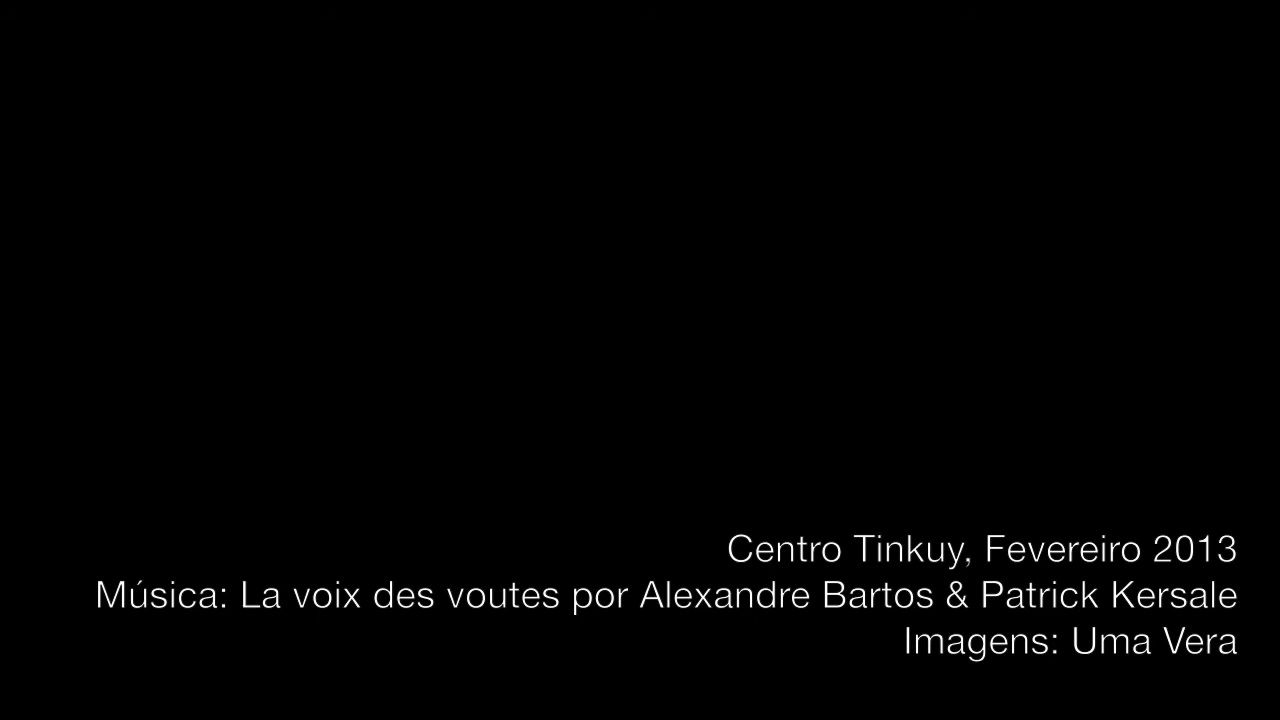 Centro Tinkuy, Fevereiro 2013
Música: La voix des voutes por Alexandre Bartos & Patrick Kersale
Imagens: Uma Vera